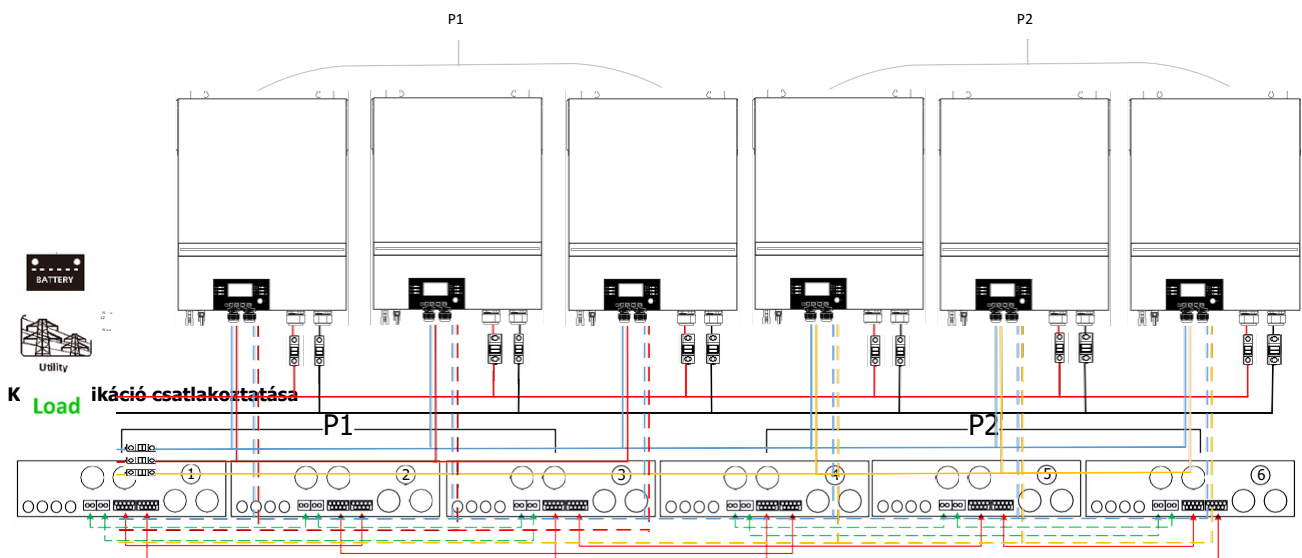 P1
P2
BATTERY
Utility
K
ikáció csatlakoztatása
Load
P1
P2
1
2
3
4
5
6